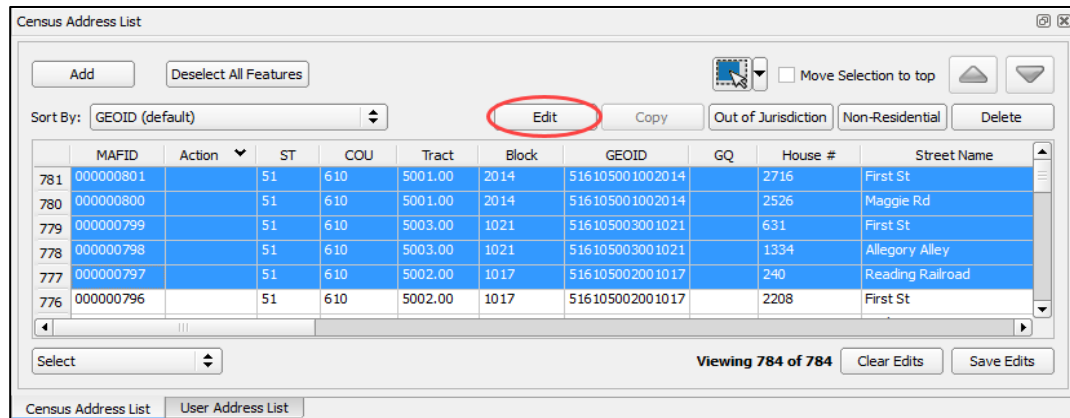 Census Address List
Add Deselect All Features Move Selection to top
Sort By: GEOID (default) Edit Copy Out of Jurisdiction Non-Residential Delete
MAFID Action ST COU Tract Block GEOID GQ House # Street Name
781 000000801 51 610 5001.00 2014 516105001002014 2716 First St
780 000000800 51 610 5001.00 2014 516105001002014 2526 Maggie Rd
779 000000799 51 610 5003.00 1021 516105003001021 631 First St
778 000000798 51 610 5003.00 1021 516105003001021 1334 Allegory Alley
777 000000797 51 610 5002.00 1017 516105002001017 240 Reading Railroad
776 000000796 51 610 5002.00 1017 516105002001017 2208 First St
Select Viewing 784 of 784 Clear Edits Save Edits
Census Address List User Address List